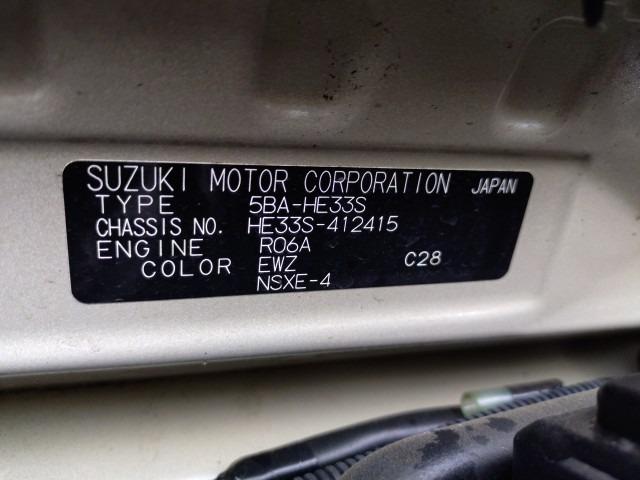 SUZUKI MOTOR CORPORATION JAPAN
TYPE 5BA-HE33S
CHASSIS NO. HE33S-412415
ENGINE R06A
COLOR EWZ C28
NSXE-4